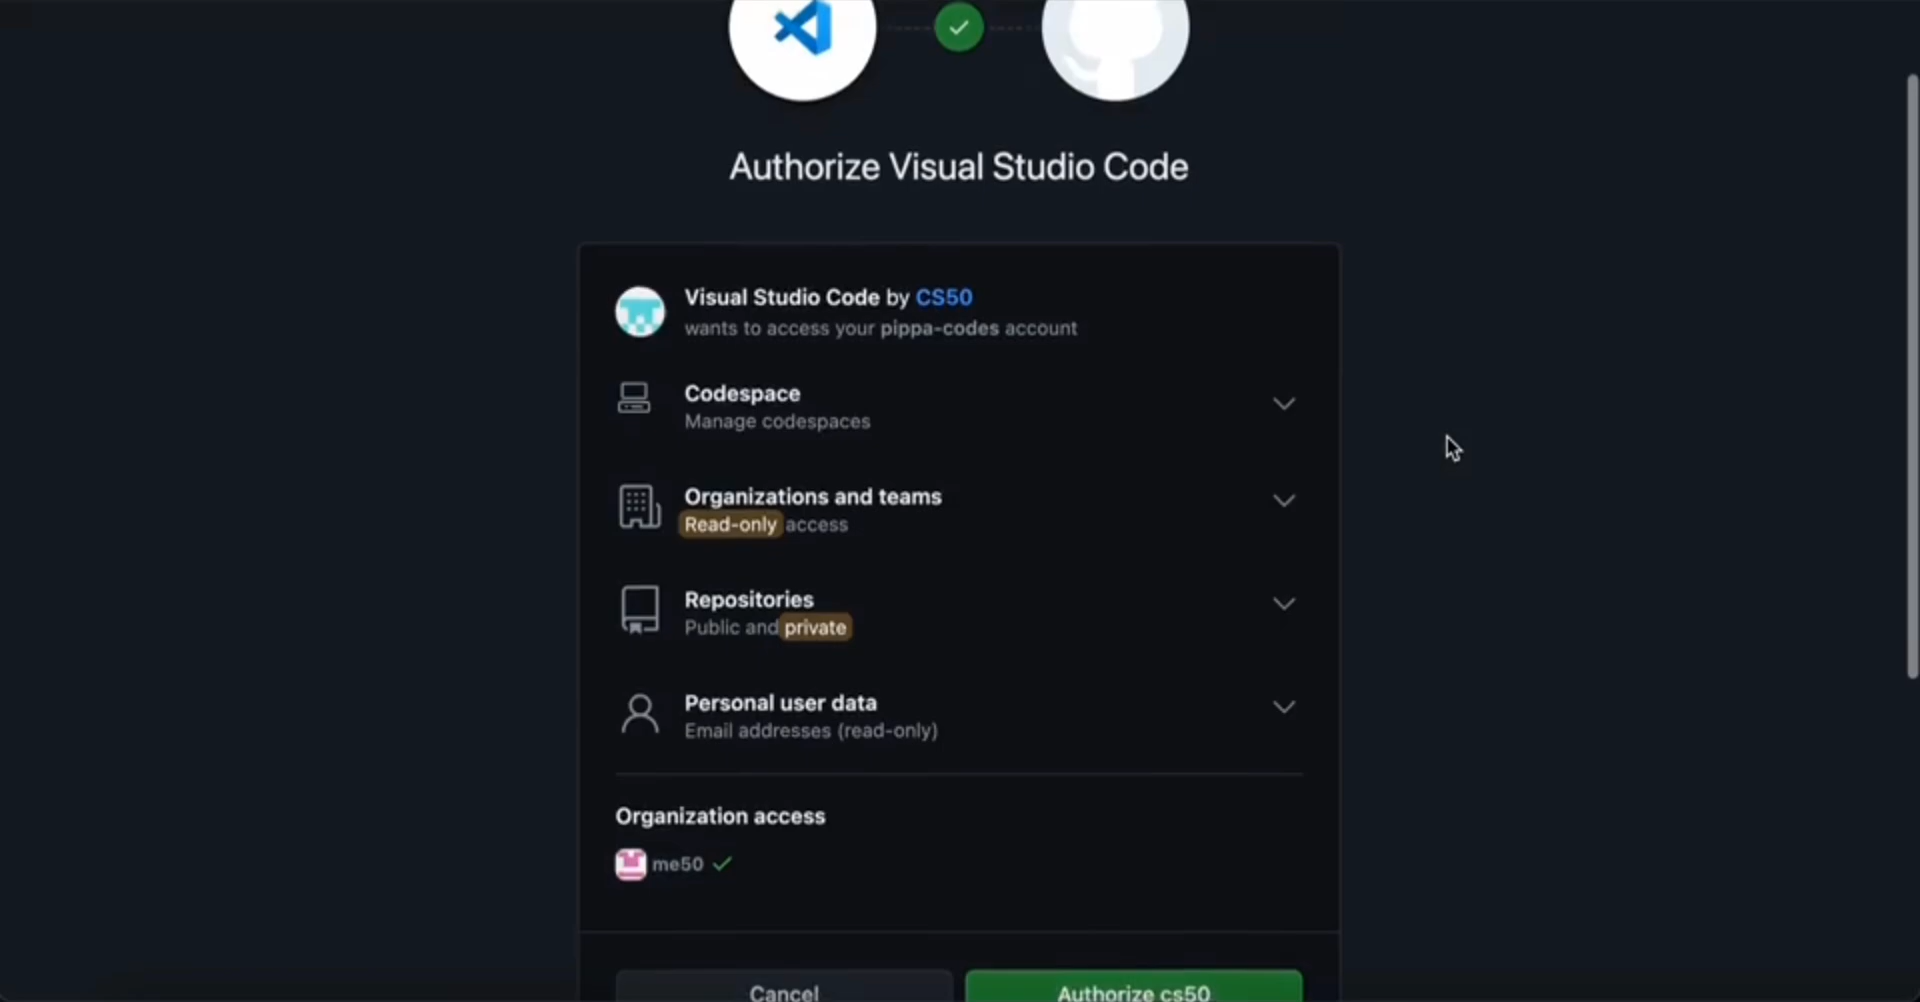 Authorize Visual Studio Code
Visual Studio Code by CS50
wants to access your pippa-codes account
Codespace
Manage codespaces
Organizations and teams
Read-only access
Repositories
Public and private
Personal user data
Email addresses (read-only)
Organization access
me50
Cancel
Authorize cs50